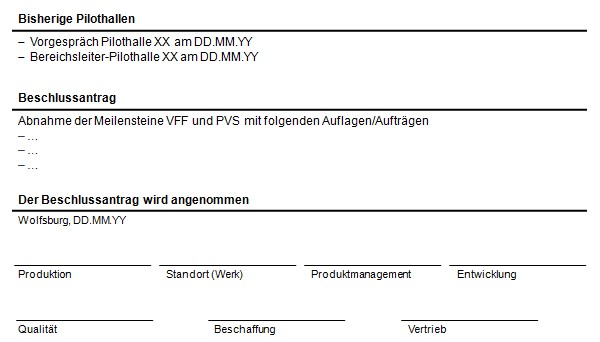 Bisherige Pilothallen
– Vorgespräch Pilothalle XX am DD.MM.YY
– Bereichsleiter-Pilothalle XX am DD.MM.YY
Beschlussantrag
Abnahme der Meilensteine VFF und PVS mit folgenden Auflagen/Aufträgen
– ...
– ...
– ...
Der Beschlussantrag wird angenommen
Wolfsburg, DD.MM.YY
Produktion Standort (Werk) Produktmanagement Entwicklung
Qualität Beschaffung Vertrieb